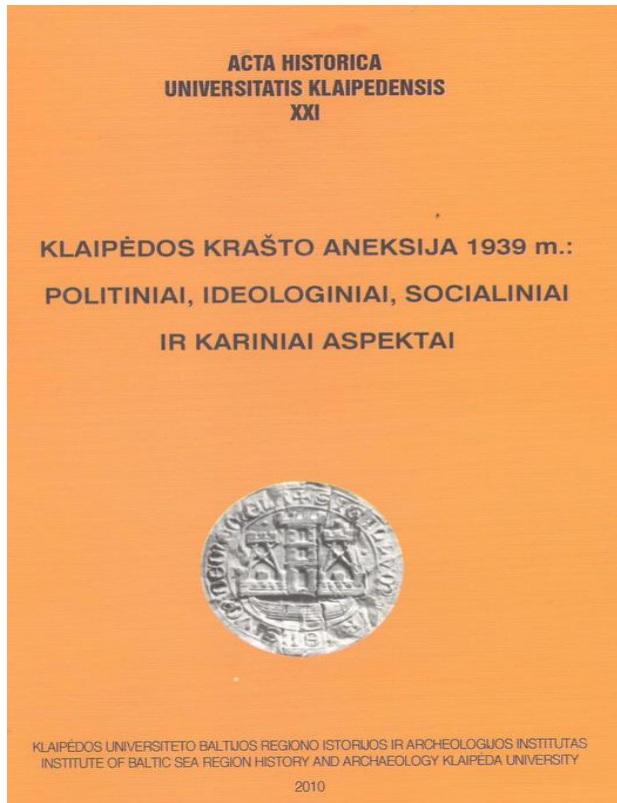 ACTA HISTORICA
UNIVERSITATIS KLAIPEDENSIS
XXI
KLAIPĖDOS KRAŠTO ANEKSIJA 1939 m.:
POLITINIAI, IDEOLOGINIAI, SOCIALINIAI
IR KARINIAI ASPEKTAI
KLAIPĖDOS UNIVERSITETO BALTIJOS REGIONO ISTORIJOS IR ARCHEOLOGIJOS INSTITUTAS
INSTITUTE OF BALTIC SEA REGION HISTORY AND ARCHAEOLOGY KLAIPĖDA UNIVERSITY
2010